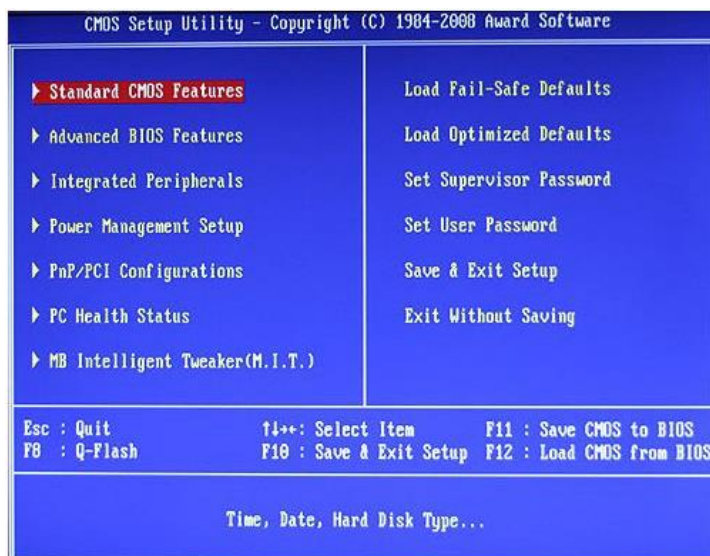 CMOS Setup Utility - Copyright (C) 1984-2008 Award Software
▶ Standard CMOS Features
▶ Advanced BIOS Features
▶ Integrated Peripherals
▶ Power Management Setup
▶ PnP/PCI Configurations
▶ PC Health Status
▶ MB Intelligent Tweaker(M.I.T.)
Load Fail-Safe Defaults
Load Optimized Defaults
Set Supervisor Password
Set User Password
Save & Exit Setup
Exit Without Saving
Esc : Quit ↑↓→←: Select Item F11 : Save CMOS to BIOS
F8 : Q-Flash F10 : Save & Exit Setup F12 : Load CMOS from BIOS
Time, Date, Hard Disk Type...